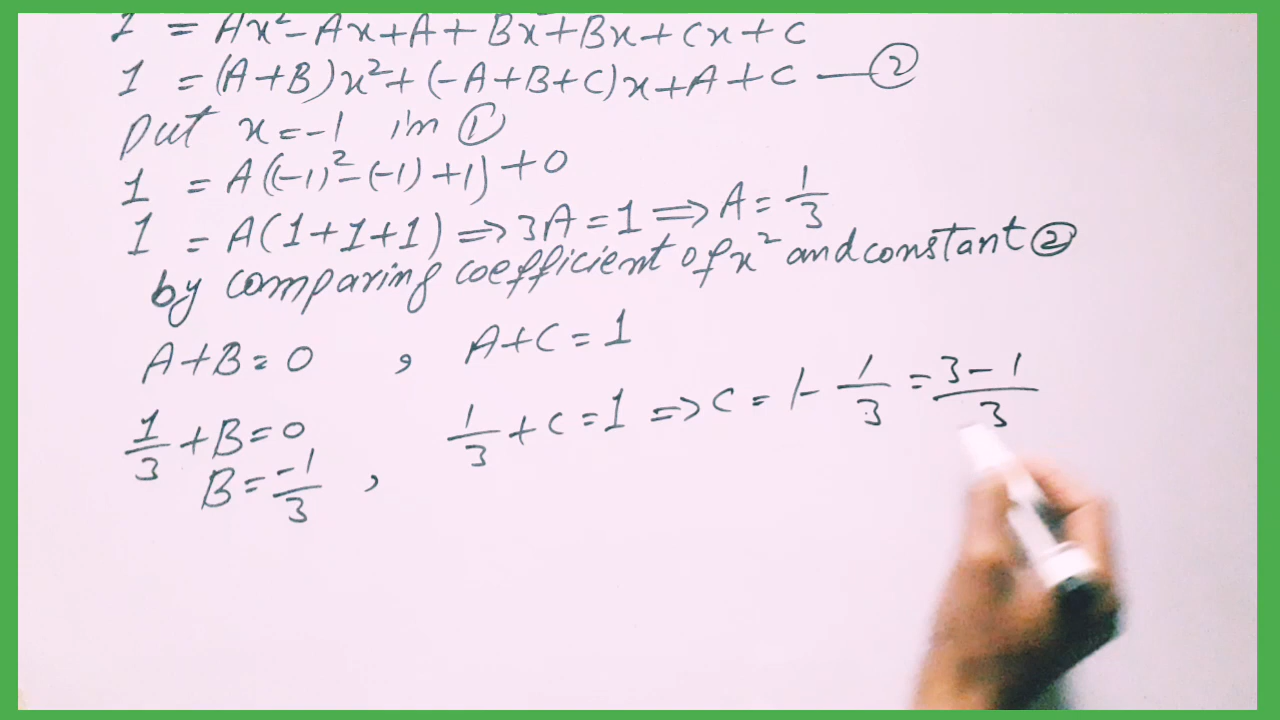 1 = Ax²-Ax+A+Bx²+Bx+Cx+C
1 = (A+B)x²+(-A+B+C)x+A+C —②
put x=-1 in ①
1 = A((-1)²-(-1)+1)+0
1 = A(1+1+1) ⇒ 3A=1 ⇒ A=1/3
by comparing coefficient of x² and constant ②
A+B=0 , A+C=1
1/3+B=0 1/3+C=1 ⇒ C=1-1/3=3-1/3
B=-1/3 ,